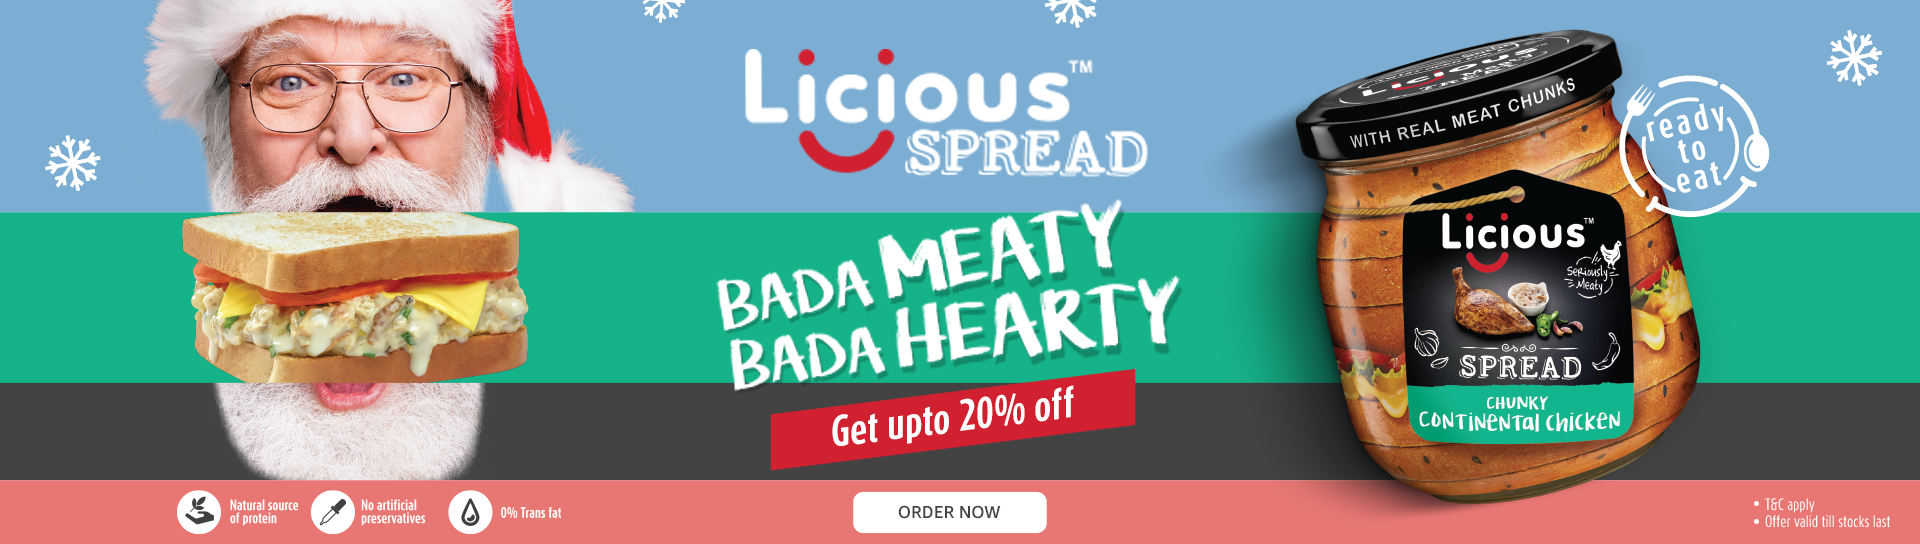 Licious™
SPREAD
BADA MEATY
BADA HEARTY
Get upto 20% off
Licious
WITH REAL MEAT CHUNKS
ready
to
eat
Licious™
Seriously
Meaty
SPREAD
CHUNKY
CONTINENTAL CHICKEN
Natural source
of protein
No artificial
preservatives
0% Trans fat
ORDER NOW
• T&C apply
• Offer valid till stocks last